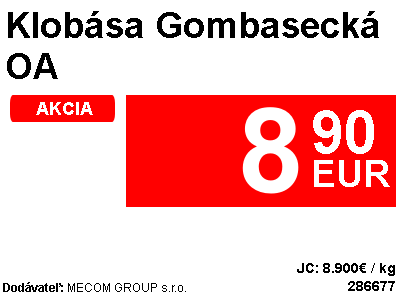 Klobása Gombasecká
OA
AKCIA
8 90
EUR
JC: 8.900€ / kg
Dodávateľ: MECOM GROUP s.r.o. 286677